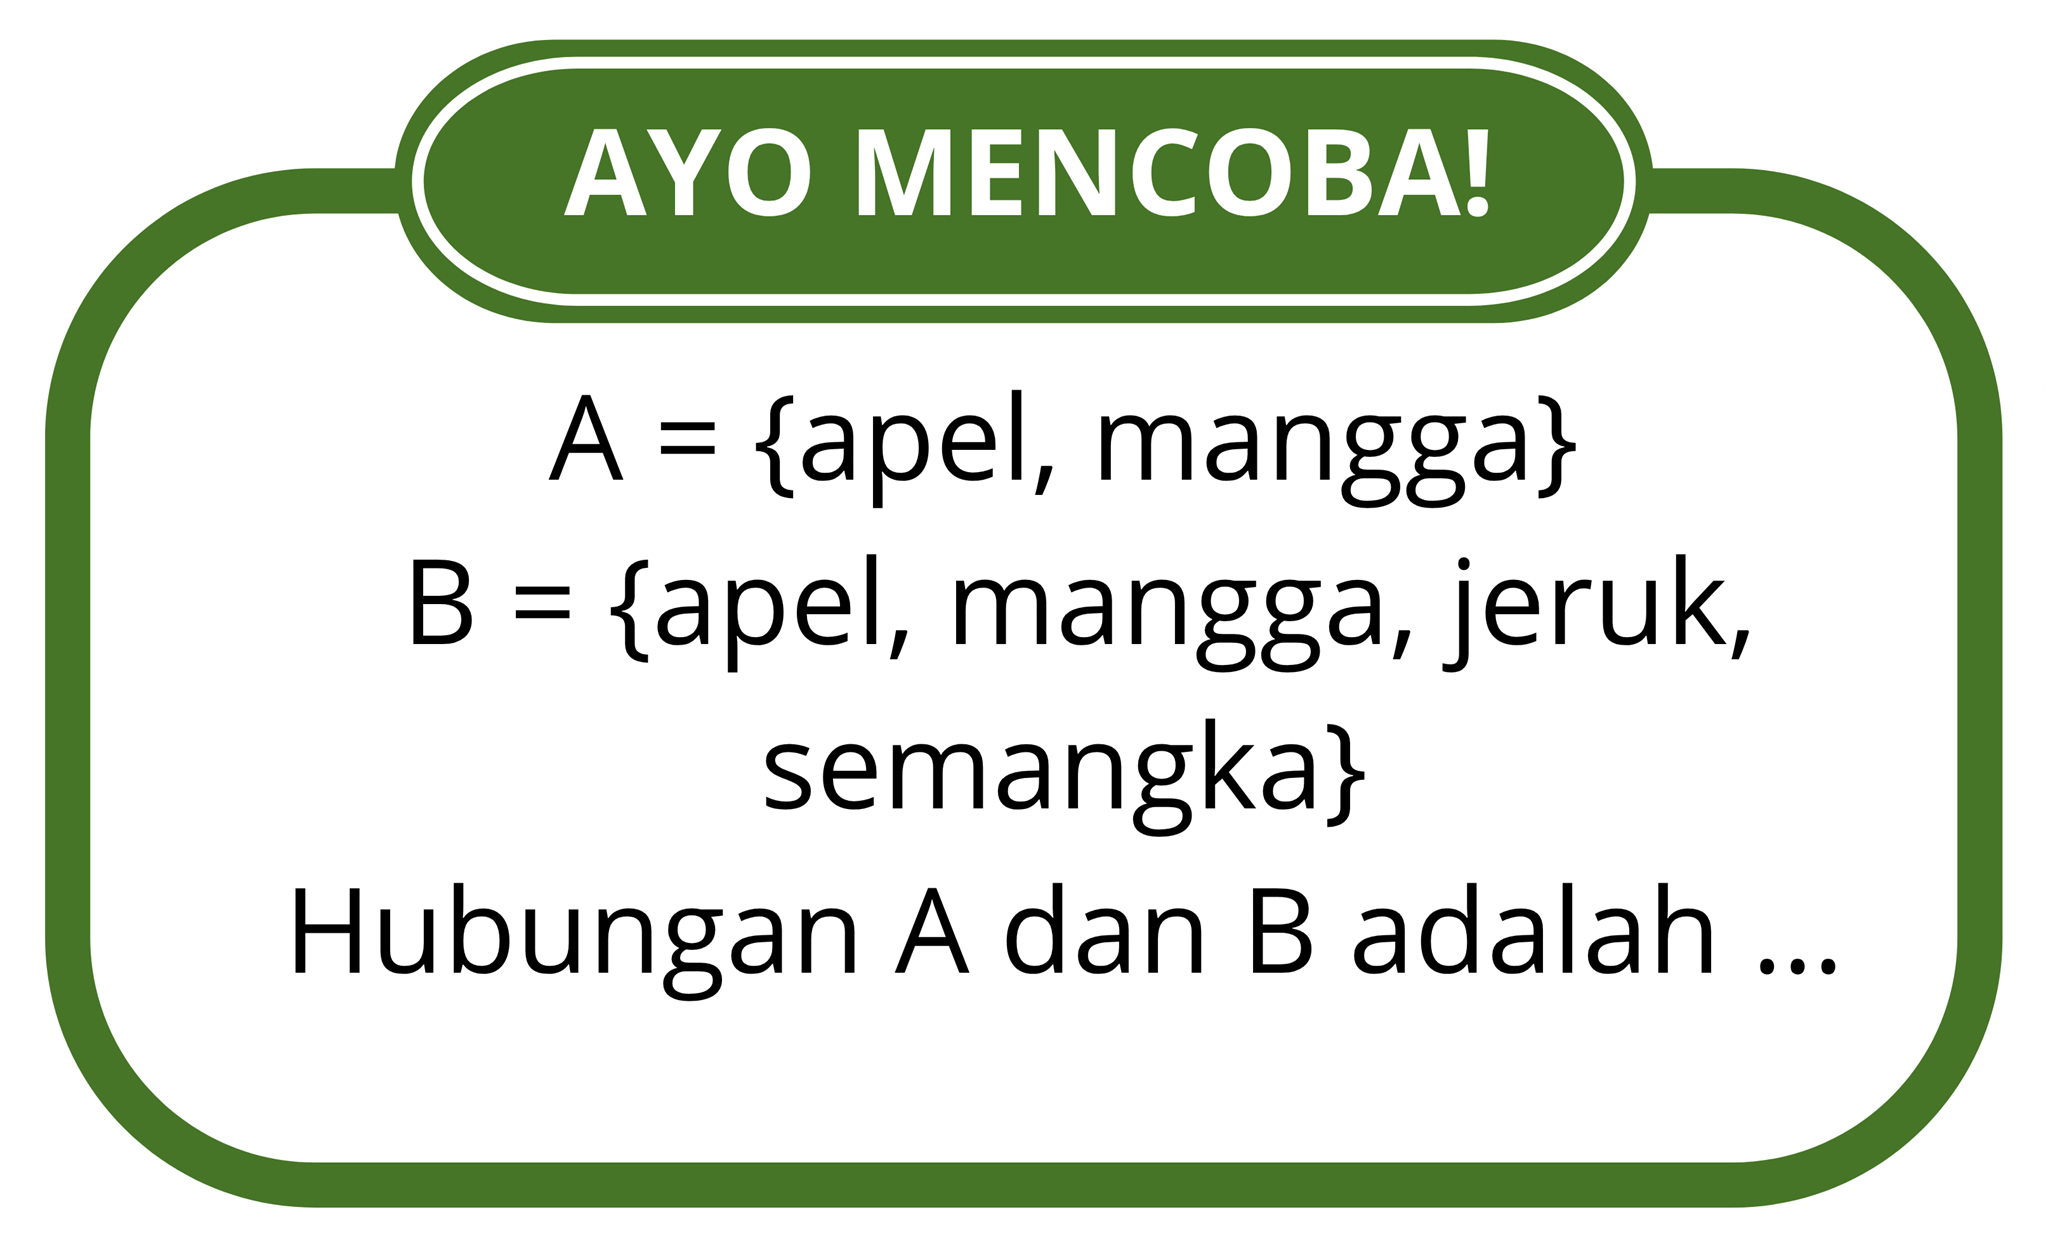 AYO MENCOBA!
A = {apel, mangga}
B = {apel, mangga, jeruk,
semangka}
Hubungan A dan B adalah ...